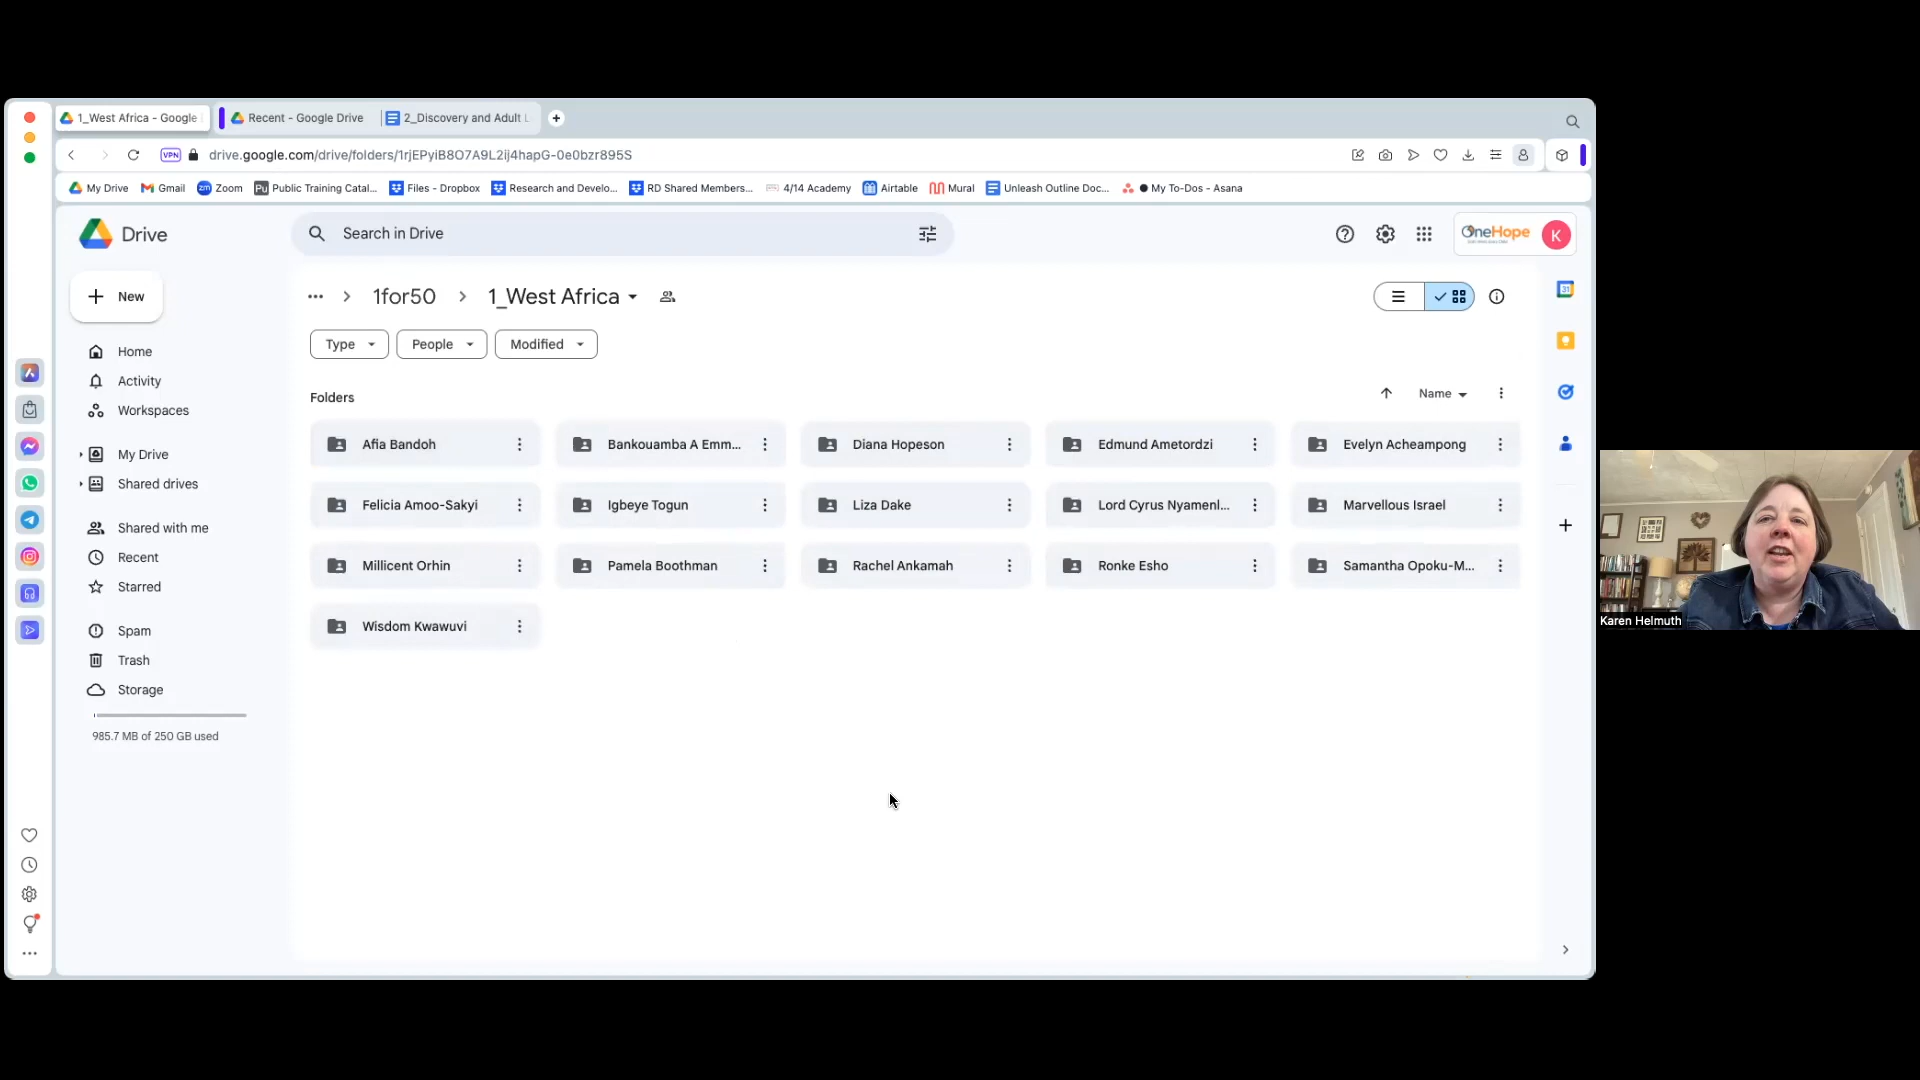 1_West Africa - Google
Recent - Google Drive
2_Discovery and Adult L
VPN
drive.google.com/drive/folders/1rjEPyiB8O7A9L2ij4hapG-0e0bzr895S
My Drive
Gmail
zm Zoom
Pu Public Training Catal...
Files - Dropbox
Research and Develo...
RD Shared Members...
4/14 Academy
Airtable
Mural
Unleash Outline Doc...
My To-Dos - Asana
Drive
Search in Drive
OneHope
K
New
... > 1for50 > 1_West Africa
31
Type
People
Modified
Home
Activity
Workspaces
My Drive
Shared drives
Shared with me
Recent
Starred
Spam
Trash
Storage
985.7 MB of 250 GB used
Folders
Name
Afia Bandoh
Bankouamba A Emm...
Diana Hopeson
Edmund Ametordzi
Evelyn Acheampong
Felicia Amoo-Sakyi
Igbeye Togun
Liza Dake
Lord Cyrus Nyamenl...
Marvellous Israel
Millicent Orhin
Pamela Boothman
Rachel Ankamah
Ronke Esho
Samantha Opoku-M...
Wisdom Kwawuvi
Karen Helmuth